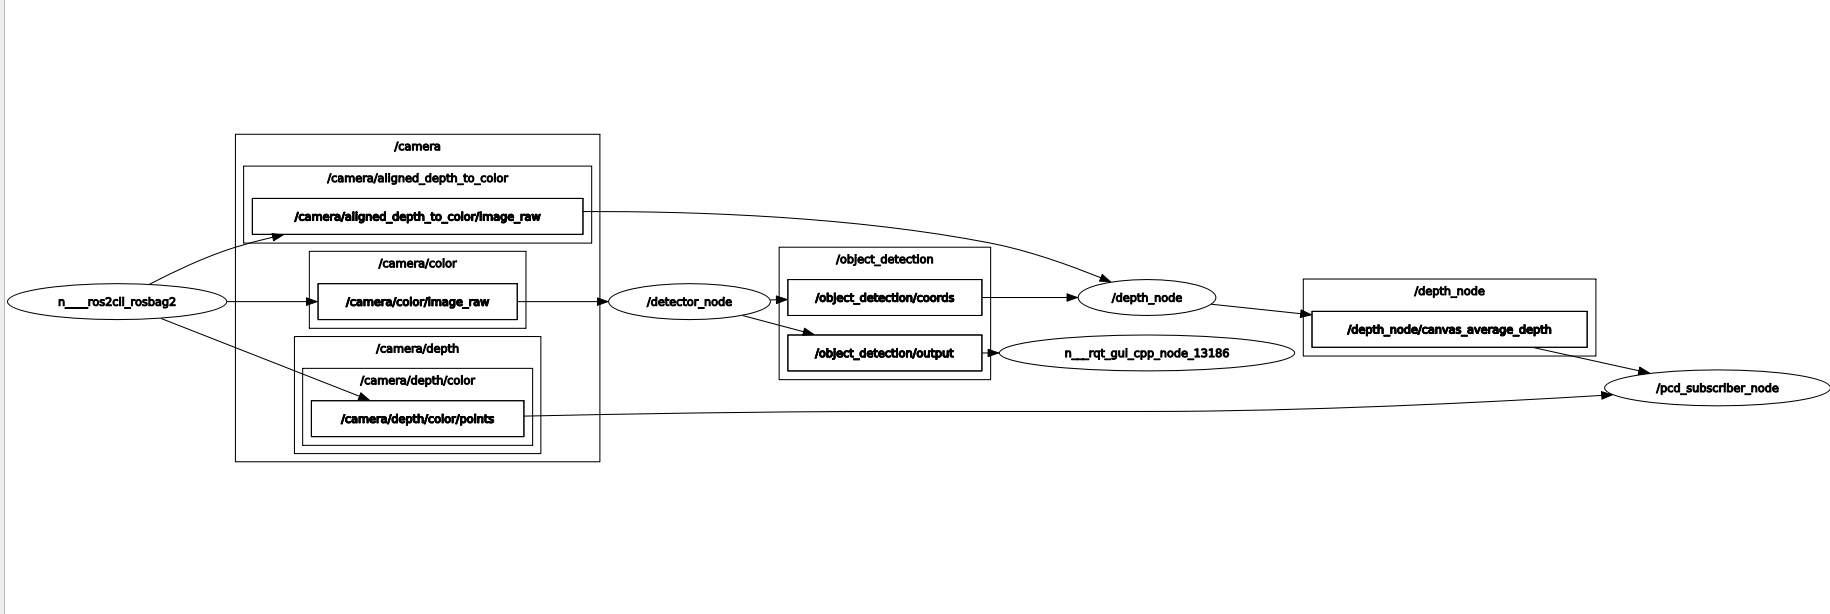 /camera
/camera/aligned_depth_to_color
/camera/aligned_depth_to_color/image_raw
/camera/color
n___ros2cli_rosbag2
/camera/color/image_raw
/camera/depth
/camera/depth/color
/camera/depth/color/points
/detector_node
/object_detection
/object_detection/coords
/object_detection/output
/depth_node
n___rqt_gui_cpp_node_13186
/depth_node
/depth_node/canvas_average_depth
/pcd_subscriber_node